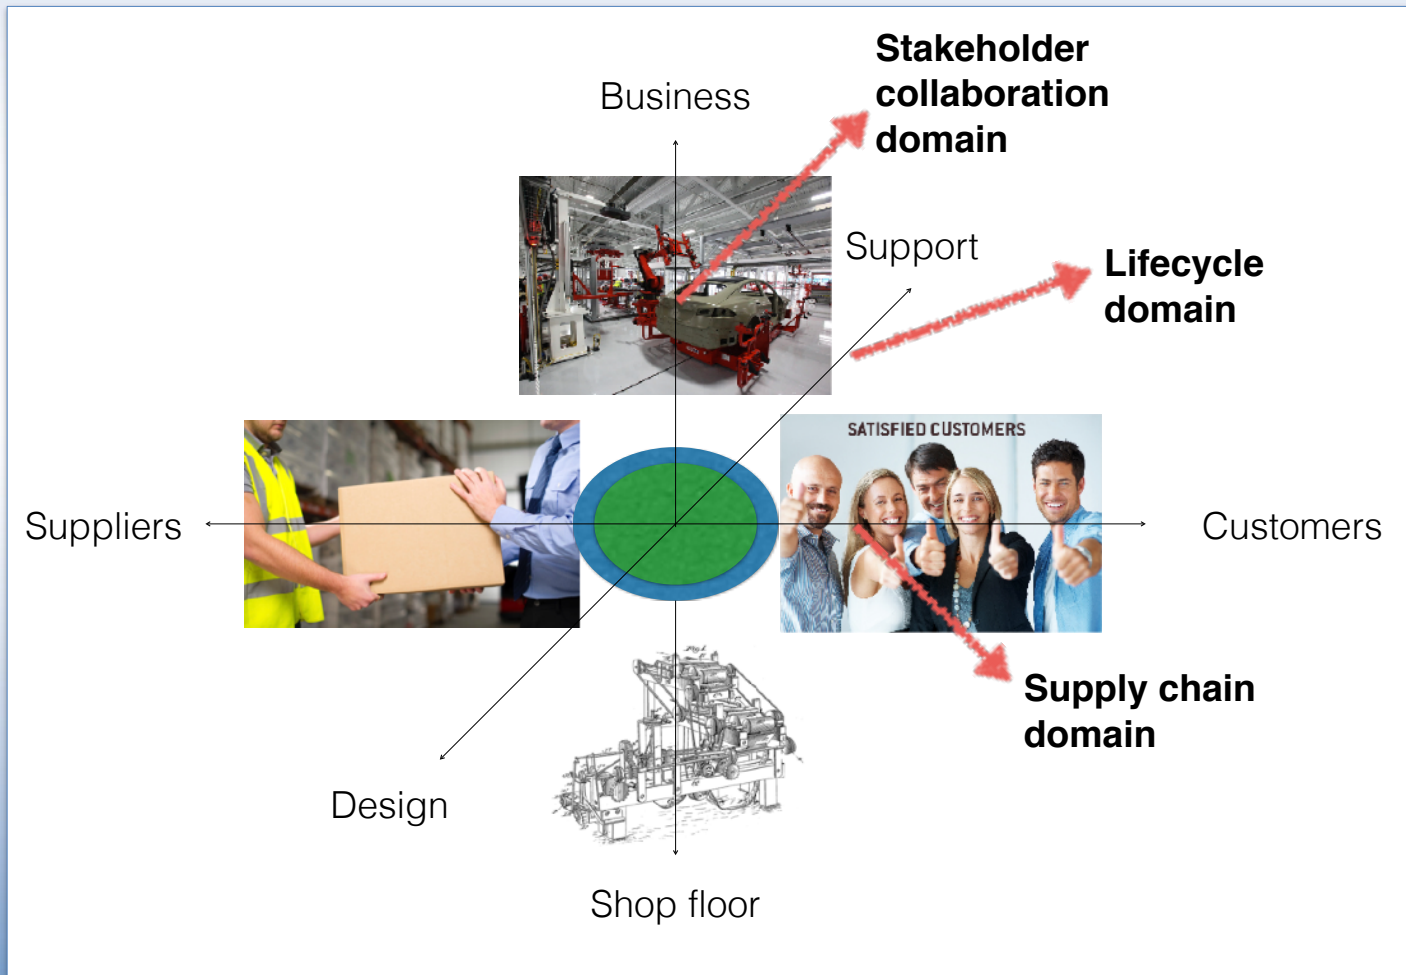 Stakeholder
collaboration
domain
Business
Support
Lifecycle
domain
SATISFIED CUSTOMERS
Suppliers
Customers
Supply chain
domain
Design
Shop floor